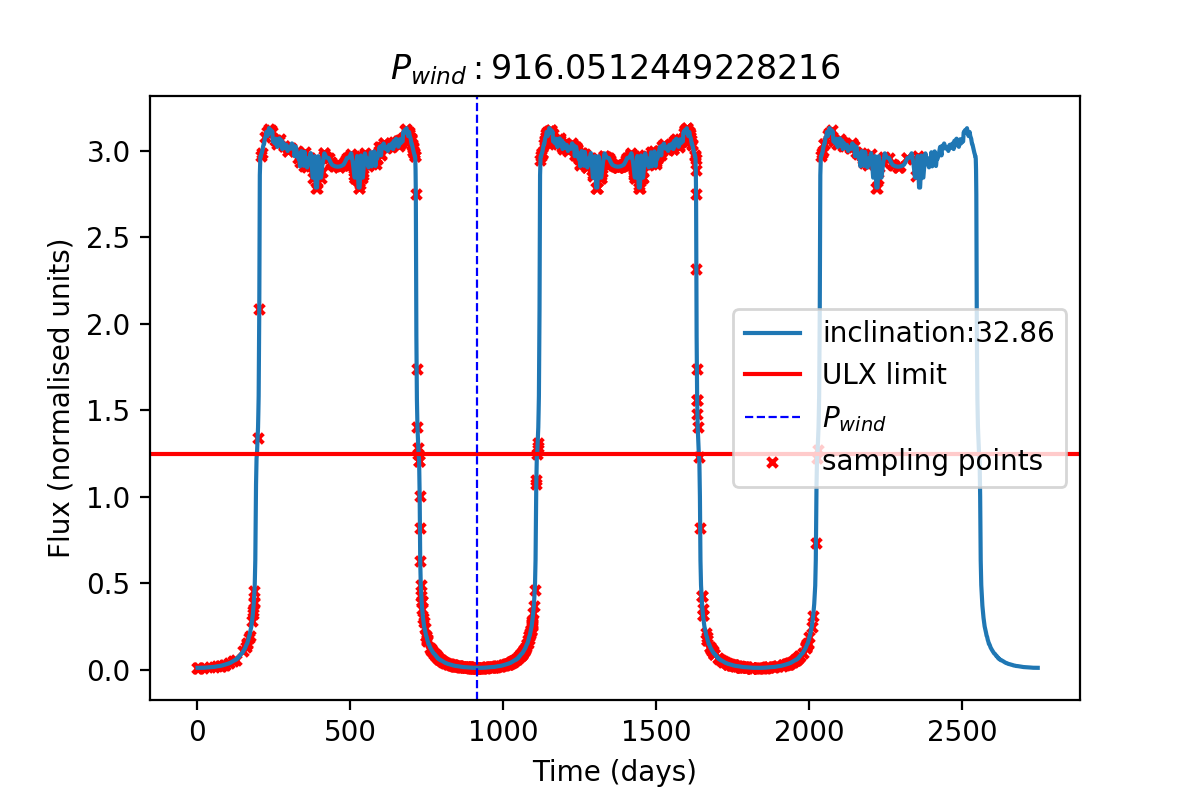 P_wind : 916.0512449228216
Flux (normalised units)
3.0
2.5
2.0
1.5
1.0
0.5
0.0
inclination:32.86
ULX limit
P_wind
sampling points
0 500 1000 1500 2000 2500
Time (days)